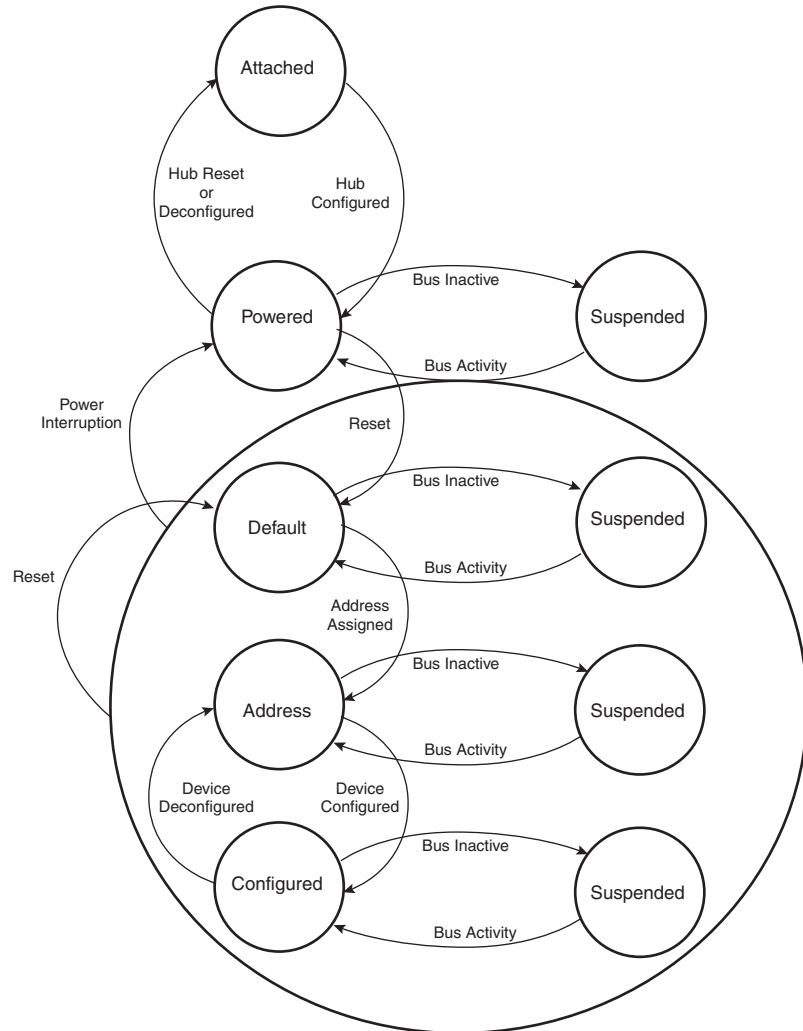 Attached
Hub Reset
or
Deconfigured
Hub
Configured
Bus Inactive
Powered
Suspended
Bus Activity
Power
Interruption
Reset
Bus Inactive
Default
Suspended
Bus Activity
Reset
Address
Assigned
Bus Inactive
Address
Suspended
Bus Activity
Device
Deconfigured
Device
Configured
Bus Inactive
Configured
Suspended
Bus Activity